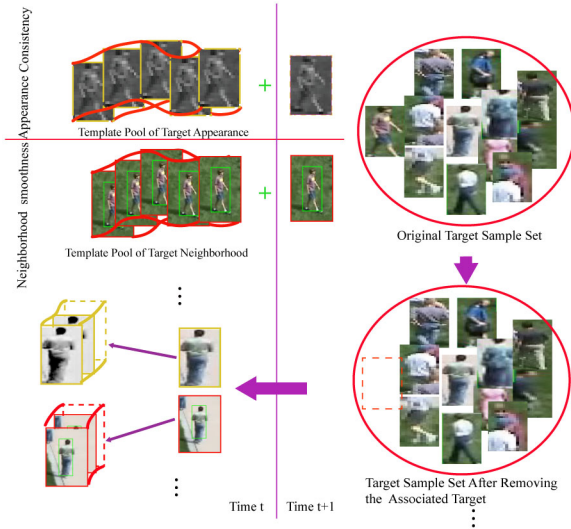 Appearance Consistency
Template Pool of Target Appearance
Neighborhood smoothness
Template Pool of Target Neighborhood
Original Target Sample Set
Time t
Time t+1
Target Sample Set After Removing
the Associated Target